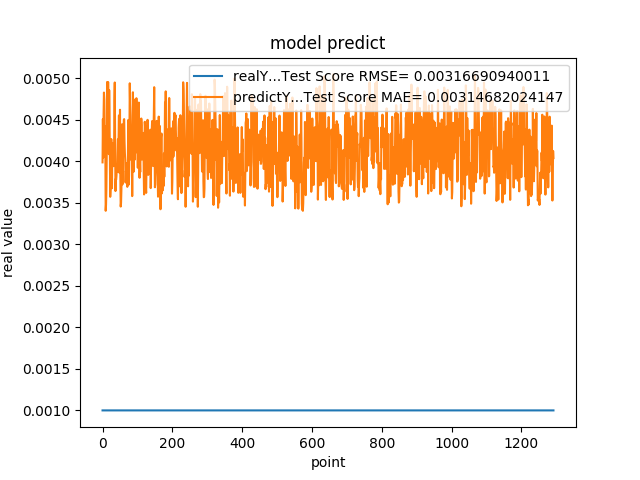 model predict
realY...Test Score RMSE= 0.00316690940011
predictY...Test Score MAE= 0.00314682024147
0.0050
0.0045
0.0040
0.0035
0.0030
0.0025
0.0020
0.0015
0.0010
real value
0 200 400 600 800 1000 1200
point